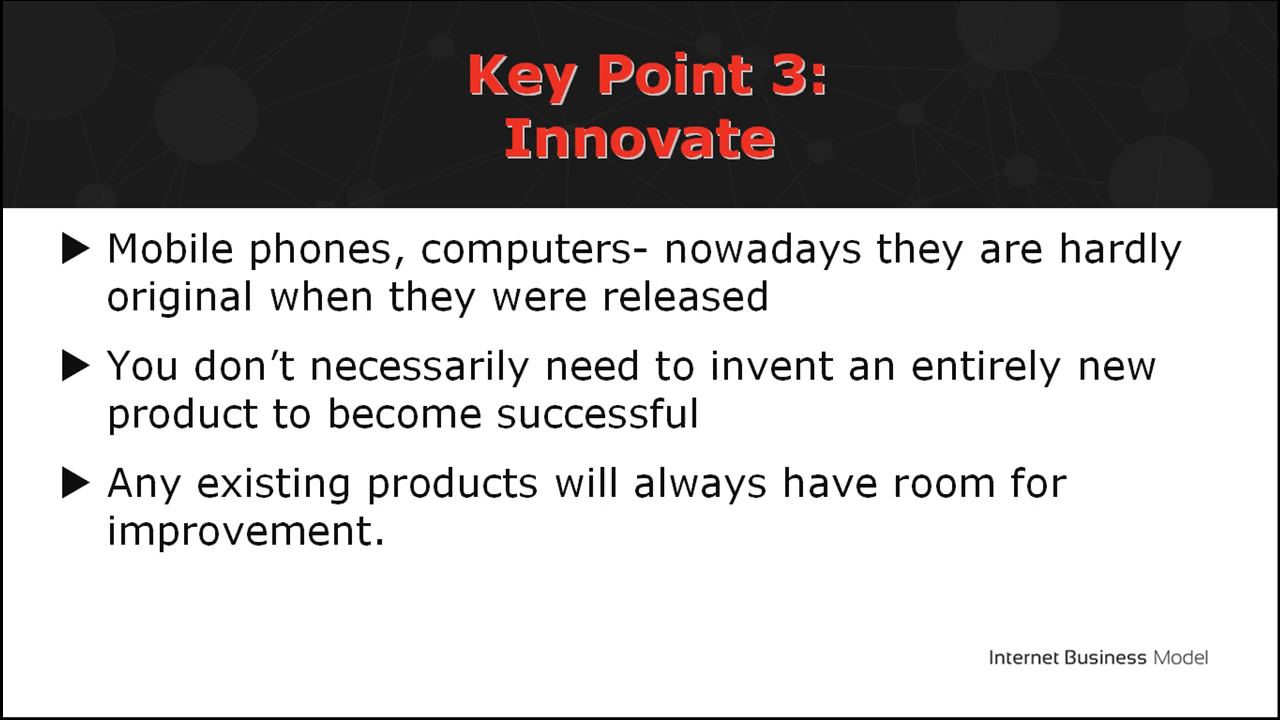 Key Point 3:
Innovate
▶ Mobile phones, computers- nowadays they are hardly
original when they were released
▶ You don’t necessarily need to invent an entirely new
product to become successful
▶ Any existing products will always have room for
improvement.
Internet Business Model